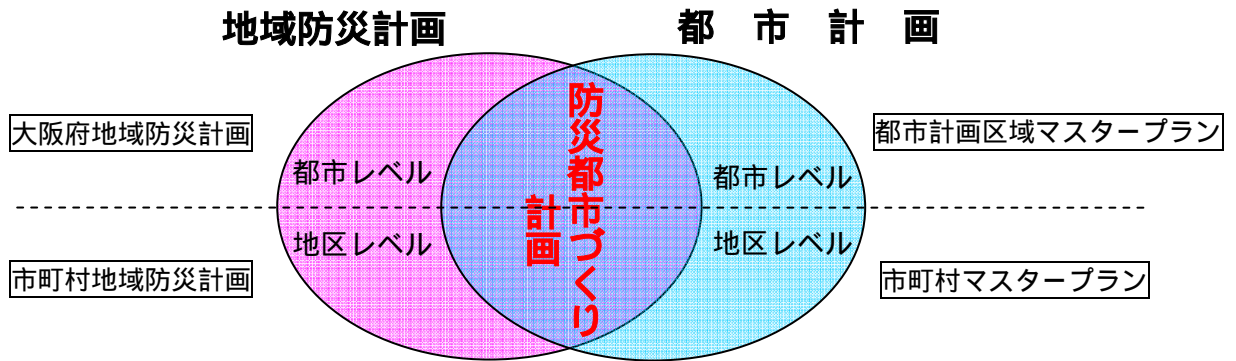 地域防災計画
都市計画
大阪府地域防災計画
都市計画区域マスタープラン
都市レベル
都市レベル
防災都市づくり
計画
地区レベル
地区レベル
市町村地域防災計画
市町村マスタープラン